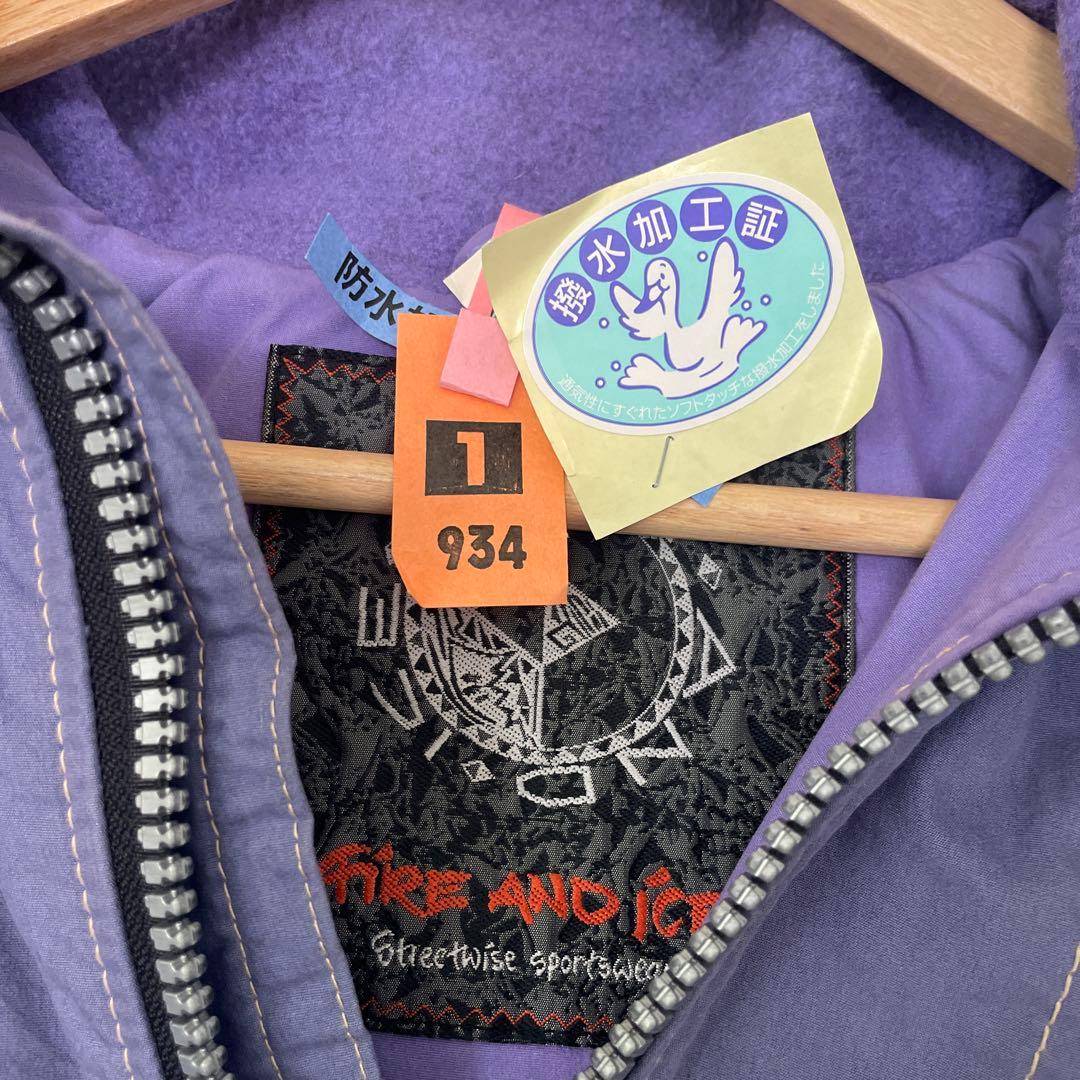 撥水加工証
通気性にすぐれたソフトタッチな撥水加工をしました
防水
1
934
FIRE AND ICE
Streetwise sportswear